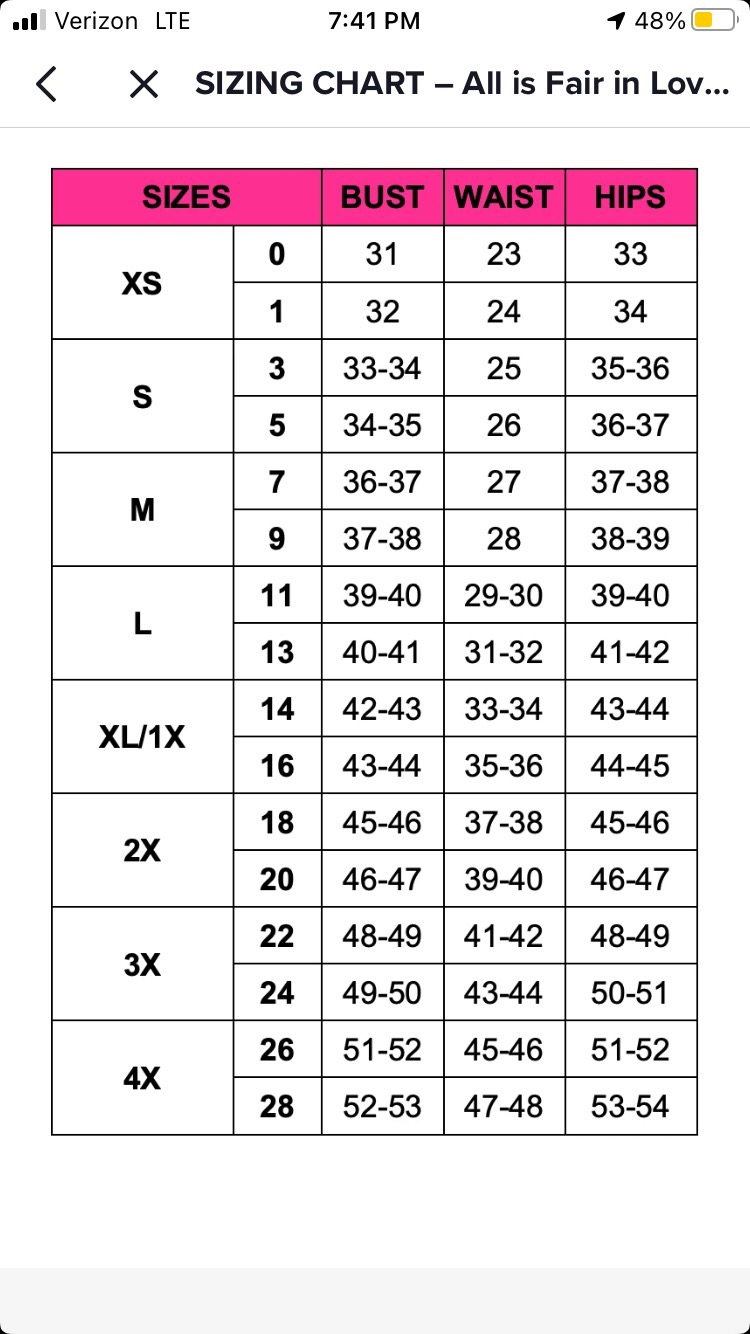 Verizon LTE 7:41 PM 48%
SIZING CHART – All is Fair in Lov...
SIZES BUST WAIST HIPS
XS
0 31 23 33
1 32 24 34
S
3 33-34 25 35-36
5 34-35 26 36-37
M
7 36-37 27 37-38
9 37-38 28 38-39
L
11 39-40 29-30 39-40
13 40-41 31-32 41-42
XL/1X
14 42-43 33-34 43-44
16 43-44 35-36 44-45
2X
18 45-46 37-38 45-46
20 46-47 39-40 46-47
3X
22 48-49 41-42 48-49
24 49-50 43-44 50-51
4X
26 51-52 45-46 51-52
28 52-53 47-48 53-54